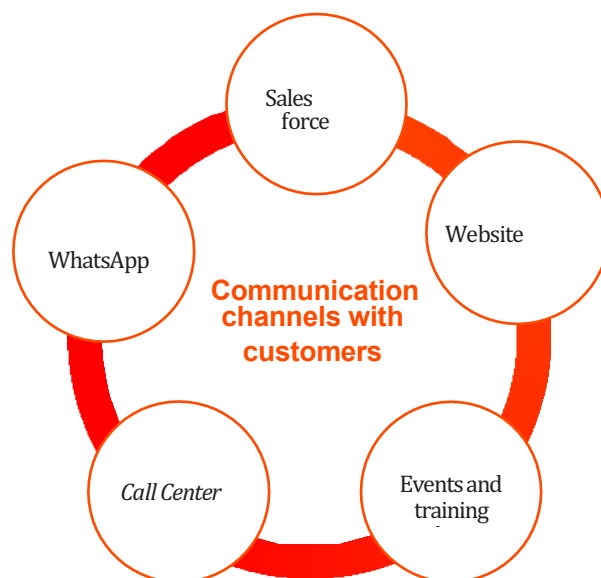 Sales
force
Website
WhatsApp
Communication
channels with
customers
Call Center
Events and
training